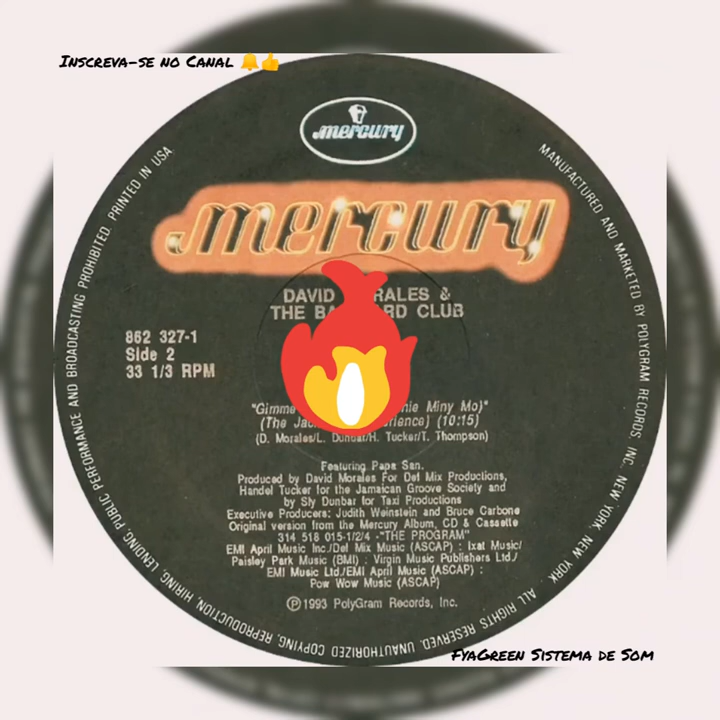 Inscreva-se no Canal 🔔👍
mercury
mercury
DAVID RALES &
THE BA RD CLUB
862 327-1
Side 2
33 1/3 RPM
"Gimme Miny Mo)"
(The (10:15)
(D. Morales/L. Dunbar/H. Tucker/T. Thompson)
Featuring Papa San.
Produced by David Morales For Def Mix Productions,
Handel Tucker for the Jamaican Groove Society and
by Sly Dunbar for Taxi Productions
Executive Producers: Judith Weinstein and Bruce Carbone
Original version from the Mercury Album, CD & Cassette
314 518 015-1/2/4 -"THE PROGRAM"
EMI April Music Inc./Def Mix Music (ASCAP) : Ixat Music/
Paisley Park Music (BMI) : Virgin Music Publishers Ltd./
EMI Music Ltd./EMI April Music (ASCAP) :
Pow Wow Music (ASCAP)
Ⓟ 1993 PolyGram Records, Inc.
MANUFACTURED AND MARKETED BY POLYGRAM RECORDS, INC. NEW YORK, NEW YORK . ALL RIGHTS RESERVED. UNAUTHORIZED COPYING, REPRODUCTION, HIRING, LENDING, PUBLIC PERFORMANCE AND BROADCASTING PROHIBITED. PRINTED IN USA
FyaGreen Sistema de Som